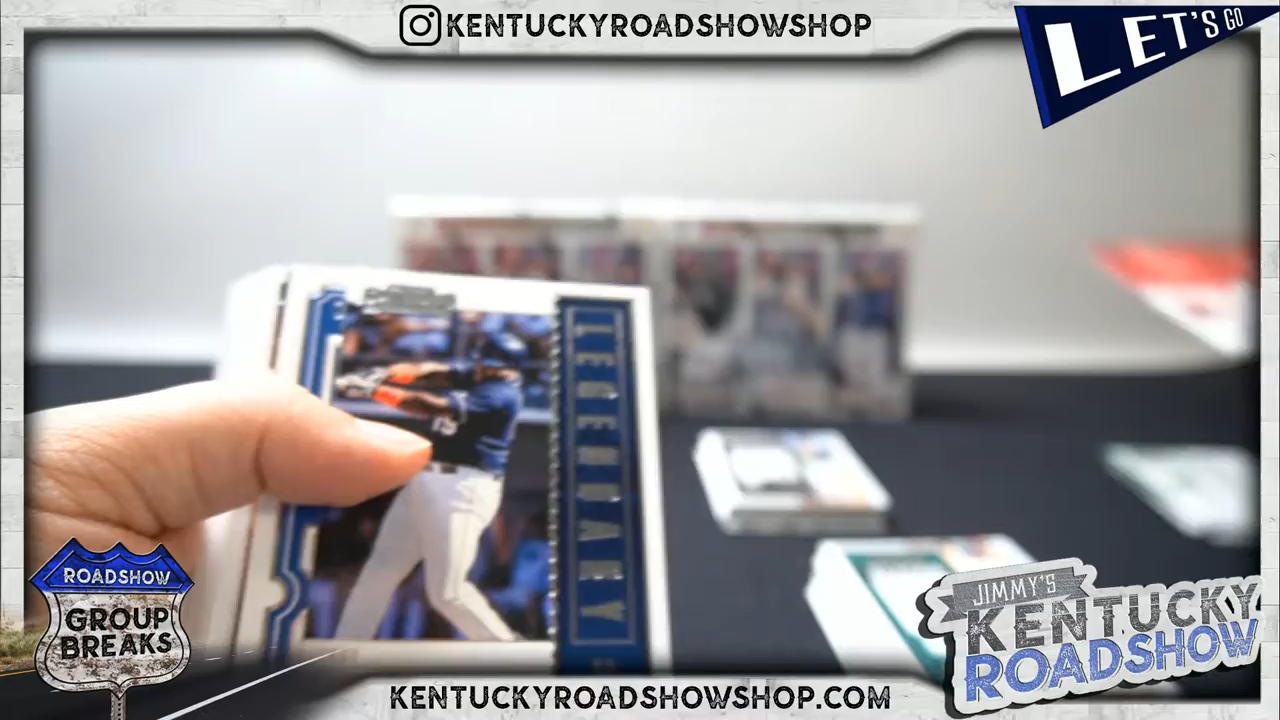 KENTUCKYROADSHOWSHOP
LET'S GO
LEGENDARY
ROADSHOW
GROUP
BREAKS
JIMMY'S
KENTUCKY
ROADSHOW
KENTUCKYROADSHOWSHOP.COM